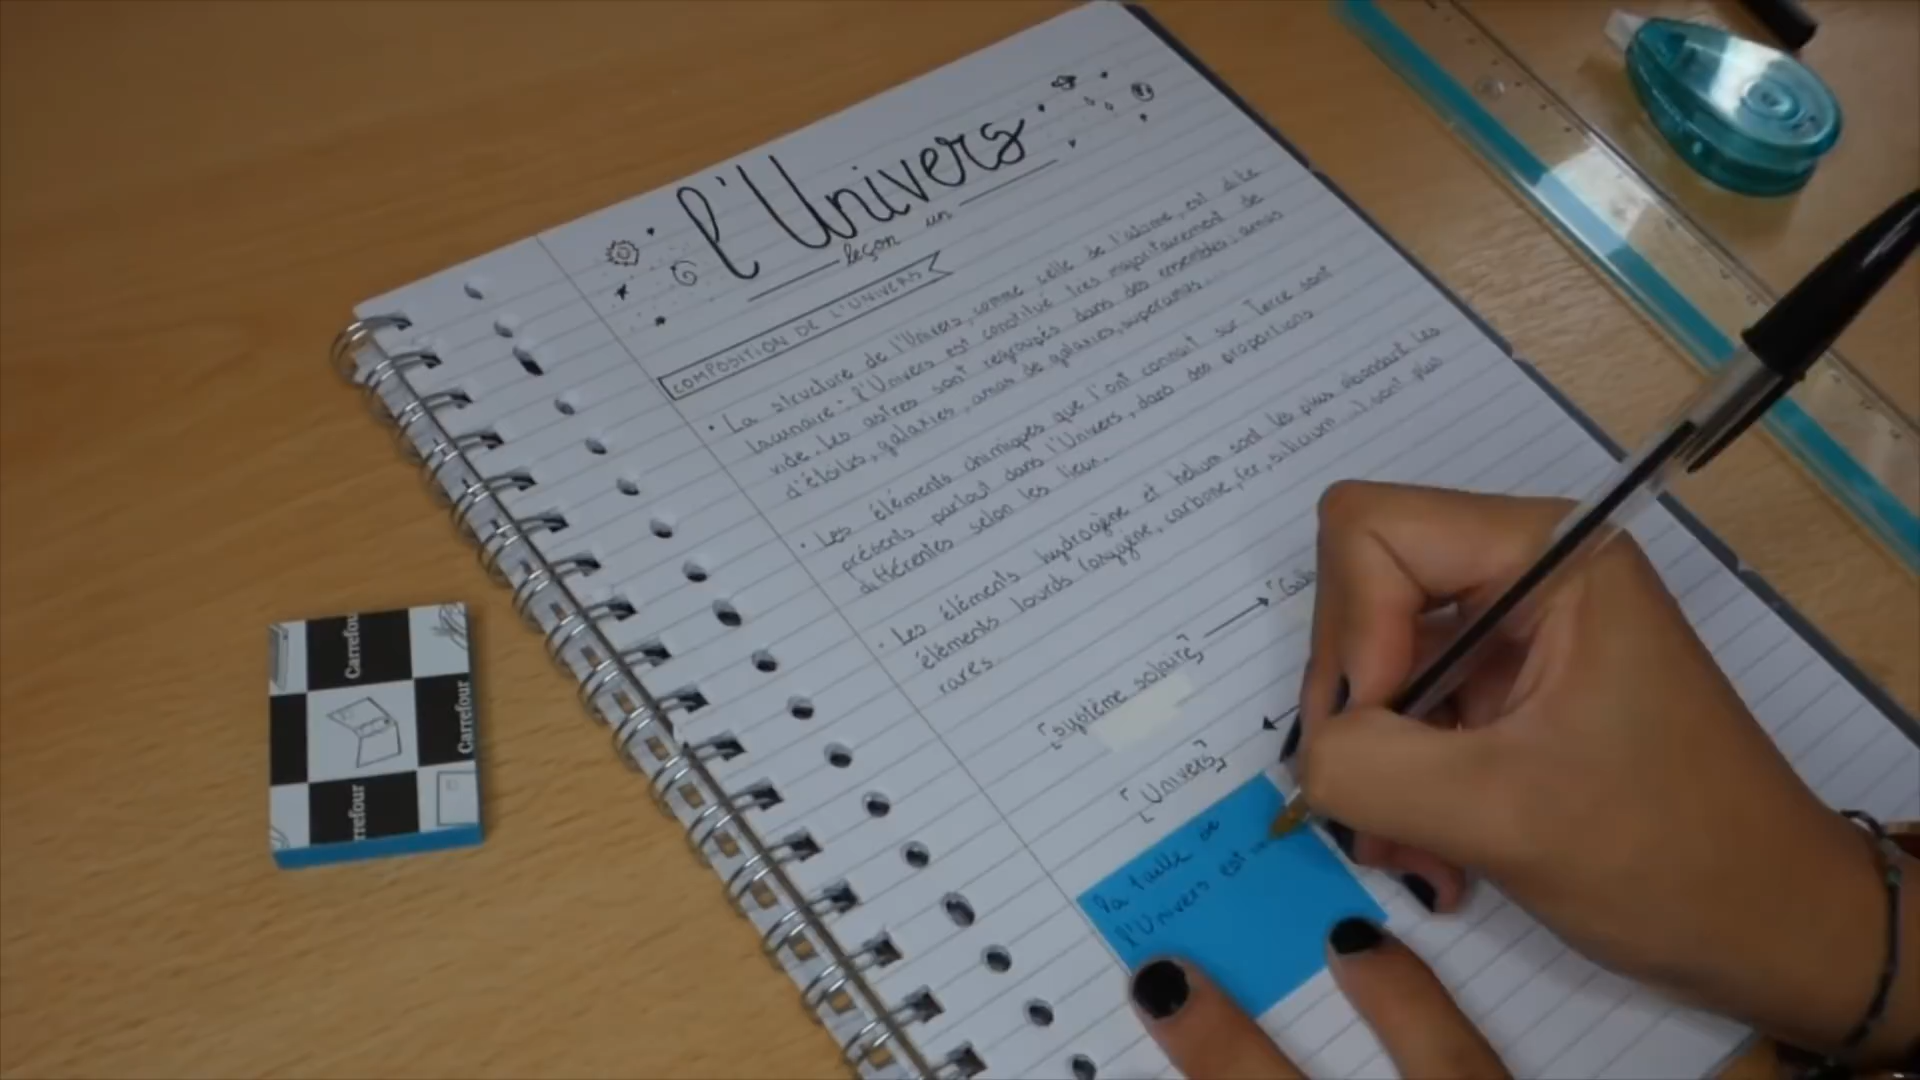 l'Univers
leçon un
COMPOSITION DE L'UNIVERS
• La structure de l'Univers, comme celle de l'atome, est dite
lacunaire : l'Univers est constitué très majoritairement de
vide. Les astres sont regroupés dans des ensembles : amas
d'étoiles, galaxies, amas de galaxies, superamas...
• Les éléments chimiques que l'ont connait sur Terre sont
présents partout dans l'Univers, dans des proportions
différentes selon les lieux.
• Les éléments hydrogène et hélium sont les plus abondant. Les
éléments lourds (oxygène, carbone, fer, silicium ...) sont plus
rares.
[système solaire] → [Gala
←
[Univers]
la taille de
l'Univers est
Carrefour
Carrefour
rrefour